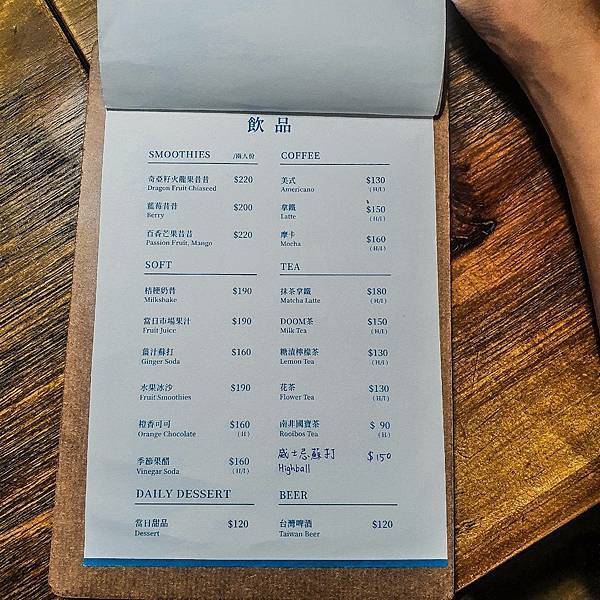 飲品
SMOOTHIES /兩人份
奇亞籽火龍果昔昔 $220
Dragon Fruit Chiaseed
藍莓昔昔 $200
Berry
百香芒果昔昔 $220
Passion Fruit, Mango
SOFT
桔梗奶昔 $190
Milkshake
當日市場果汁 $190
Fruit Juice
薑汁蘇打 $160
Ginger Soda
水果冰沙 $190
Fruit Smoothies
橙香可可 $160
Orange Chocolate (H)
季節果醋 $160
Vinegar Soda (H/I)
DAILY DESSERT
當日甜品 $120
Dessert
COFFEE
美式 $130
Americano (H/I)
拿鐵 $150
Latte (H/I)
摩卡 $160
Mocha (H/I)
TEA
抹茶拿鐵 $180
Matcha Latte (H/I)
DOOM茶 $150
Milk Tea (H/I)
糖漬檸檬茶 $130
Lemon Tea (H/I)
花茶 $130
Flower Tea (H/I)
南非國寶茶 $ 90
Rooibos Tea (H)
威士忌蘇打 $150
Highball
BEER
台灣啤酒 $120
Taiwan Beer